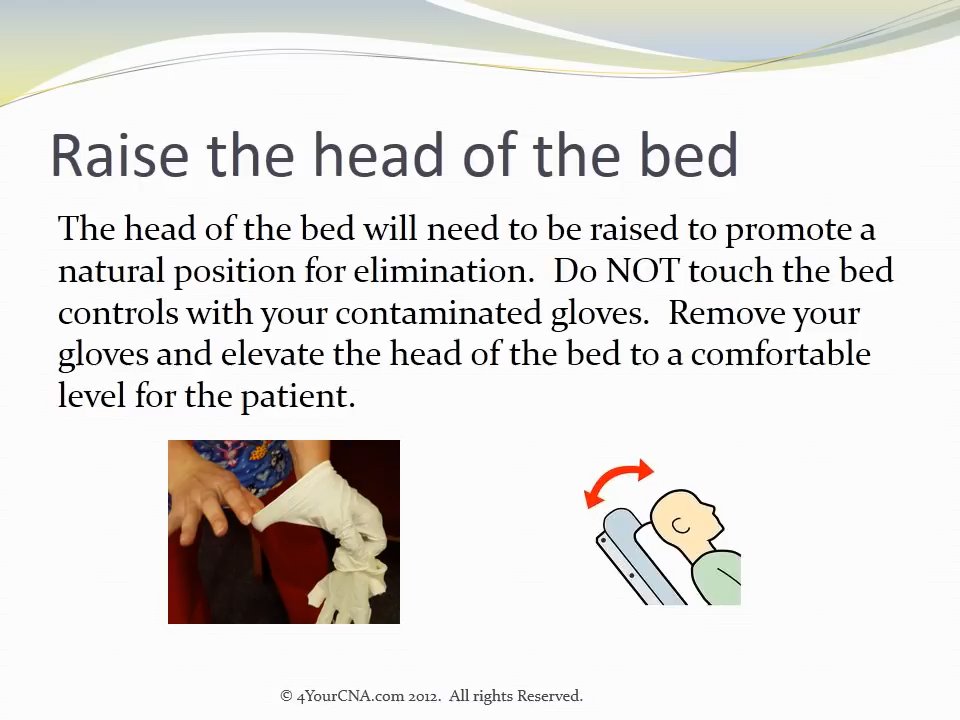 Raise the head of the bed
The head of the bed will need to be raised to promote a
natural position for elimination.  Do NOT touch the bed
controls with your contaminated gloves.  Remove your
gloves and elevate the head of the bed to a comfortable
level for the patient.
© 4YourCNA.com 2012.  All rights Reserved.